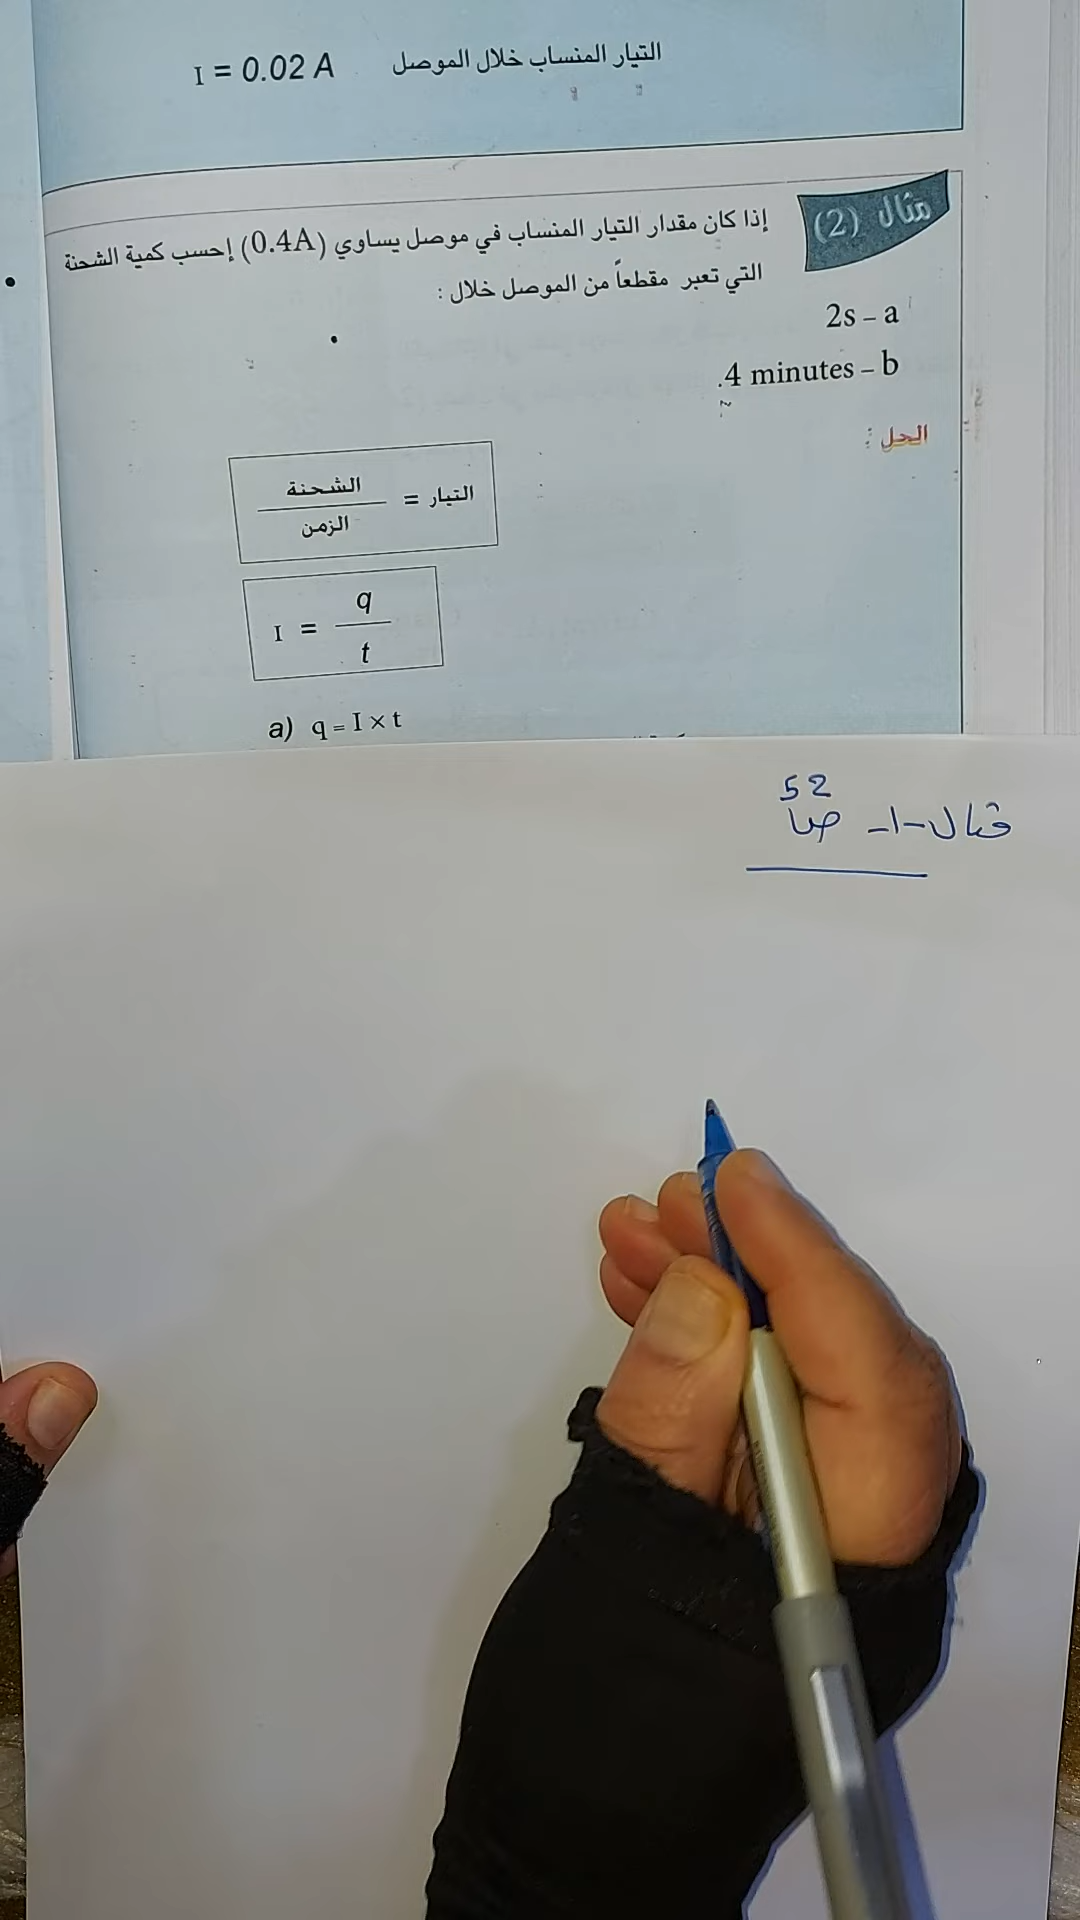 التيار المنساب خلال الموصل I = 0.02 A
مثال (2)
إذا كان مقدار التيار المنساب في موصل يساوي (0.4A) إحسب كمية الشحنة
التي تعبر مقطعاً من الموصل خلال :
2s – a
.4 minutes – b
الحل :
التيار = الشحنة
الزمن
I = q
t
a) q = I × t
52
مثال -١- ص